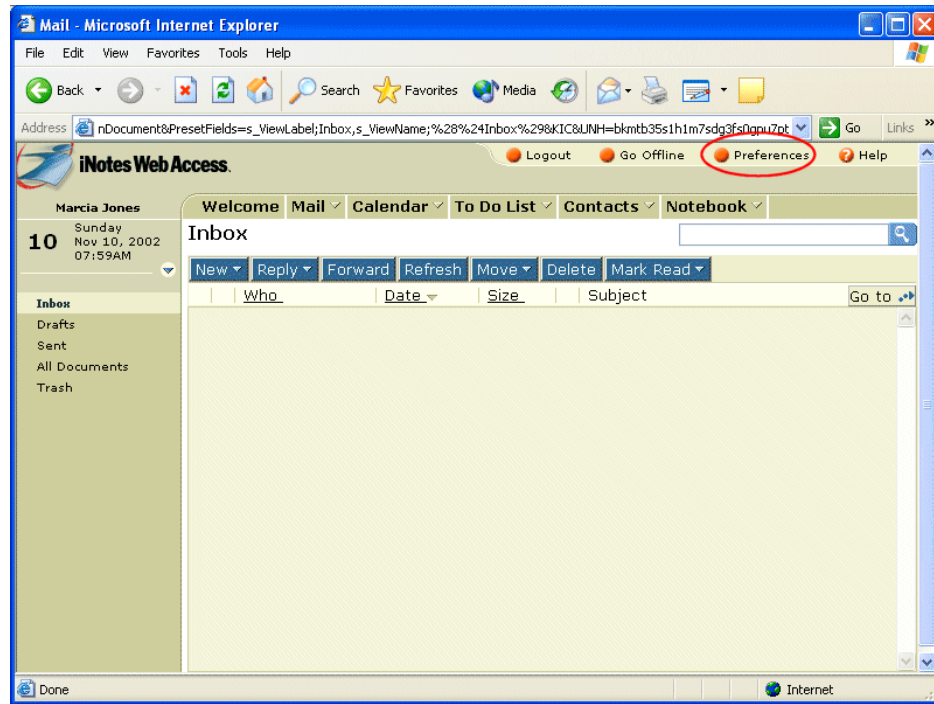 Mail - Microsoft Internet Explorer
File Edit View Favorites Tools Help
Back Search Favorites Media
Address nDocument&PresetFields=s_ViewLabel;Inbox,s_ViewName;%28%24Inbox%29&KIC&UNH=bkmtb35s1h1m7sdg3fs0gpu7pt Go Links »
iNotes Web Access. Logout Go Offline Preferences Help
Marcia Jones Welcome Mail Calendar To Do List Contacts Notebook
10 Sunday
Nov 10, 2002
07:59AM
Inbox
New Reply Forward Refresh Move Delete Mark Read
Who Date Size Subject Go to
Inbox
Drafts
Sent
All Documents
Trash
Done Internet